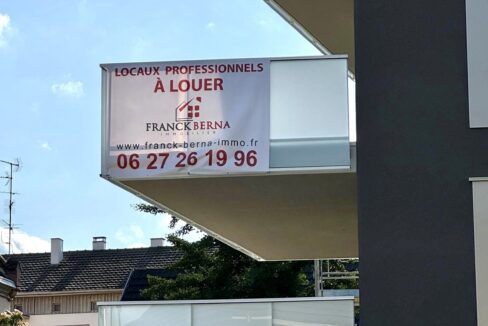 LOCAUX PROFESSIONNELS
À LOUER
FRANCK BERNA
IMMOBILIER
www.franck-berna-immo.fr
06 27 26 19 96